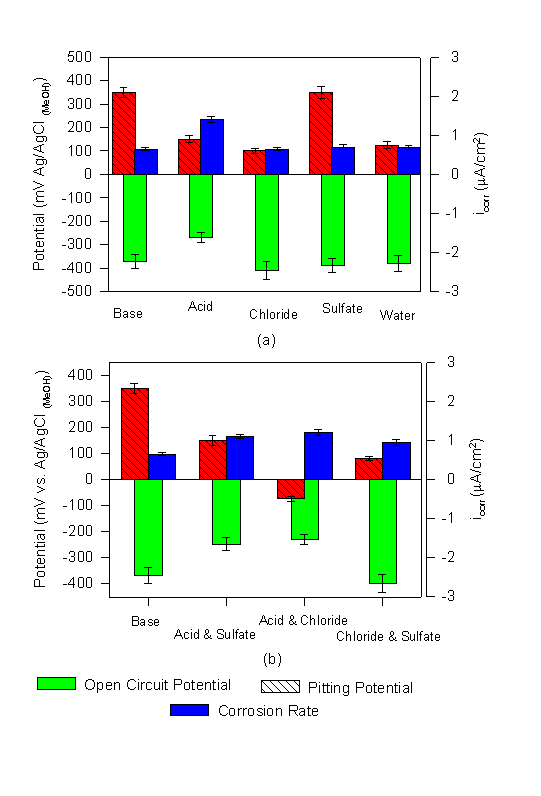 500
400
300
200
100
0
-100
-200
-300
-400
-500
Potential (mV Ag/AgCl (MeOH)
3
2
1
0
-1
-2
-3
icorr (µA/cm²)
Base
Acid
Chloride
Sulfate
Water
(a)
400
300
200
100
0
-100
-200
-300
-400
Potential (mV vs. Ag/AgCl (MeOH)
3
2
1
0
-1
-2
-3
icorr (µA/cm²)
Base
Acid & Sulfate
Acid & Chloride
Chloride & Sulfate
(b)
Open Circuit Potential
Pitting Potential
Corrosion Rate